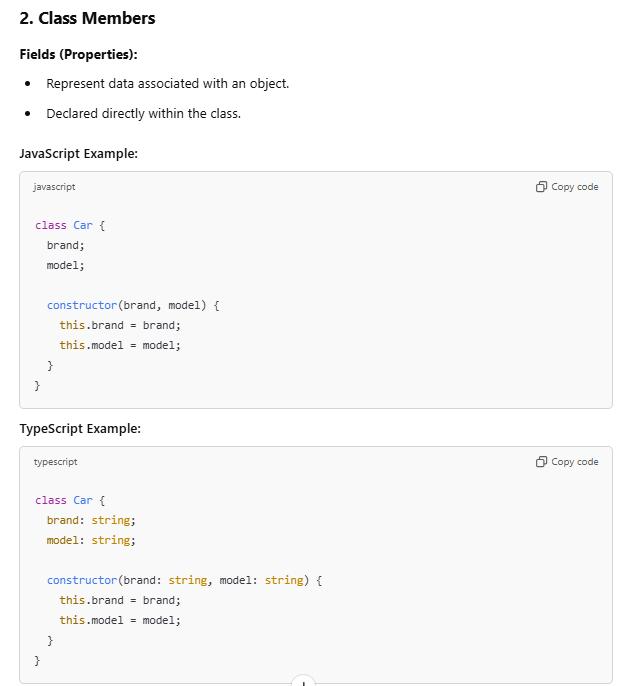 2. Class Members
Fields (Properties):
• Represent data associated with an object.
• Declared directly within the class.
JavaScript Example:
javascript Copy code
class Car {
  brand;
  model;

  constructor(brand, model) {
    this.brand = brand;
    this.model = model;
  }
}
TypeScript Example:
typescript Copy code
class Car {
  brand: string;
  model: string;

  constructor(brand: string, model: string) {
    this.brand = brand;
    this.model = model;
  }
}